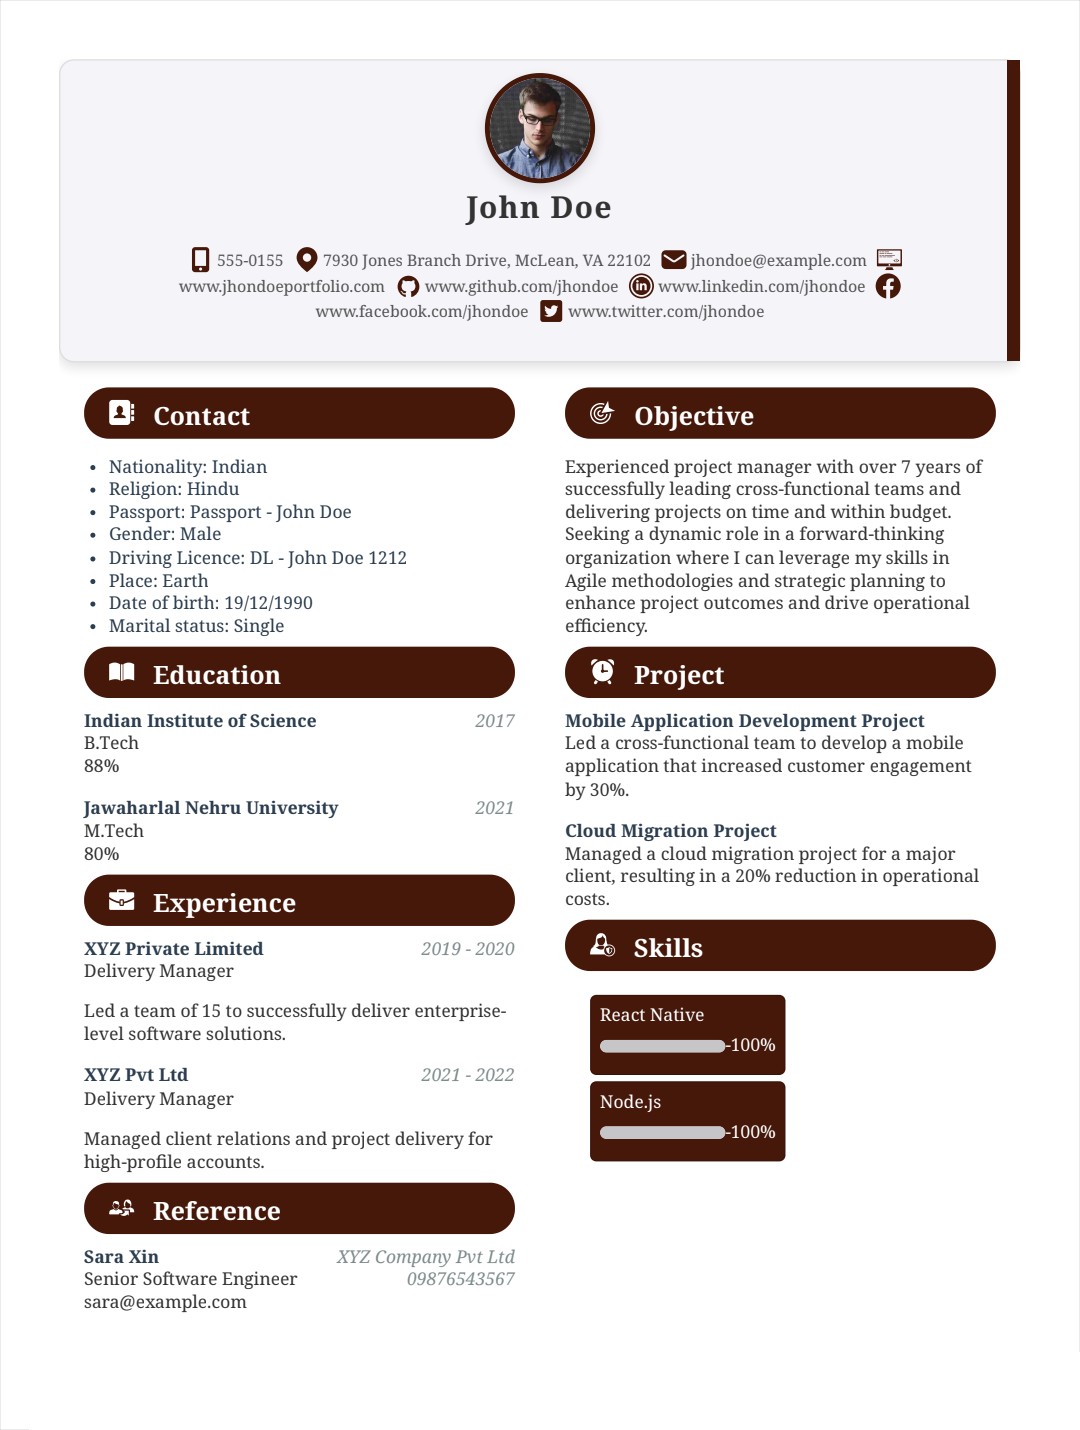 John Doe
555-0155 7930 Jones Branch Drive, McLean, VA 22102 jhondoe@example.com
www.jhondoeportfolio.com www.github.com/jhondoe www.linkedin.com/jhondoe
www.facebook.com/jhondoe www.twitter.com/jhondoe
Contact
• Nationality: Indian
• Religion: Hindu
• Passport: Passport - John Doe
• Gender: Male
• Driving Licence: DL - John Doe 1212
• Place: Earth
• Date of birth: 19/12/1990
• Marital status: Single
Education
Indian Institute of Science 2017
B.Tech
88%
Jawaharlal Nehru University 2021
M.Tech
80%
Experience
XYZ Private Limited 2019 - 2020
Delivery Manager
Led a team of 15 to successfully deliver enterprise-
level software solutions.
XYZ Pvt Ltd 2021 - 2022
Delivery Manager
Managed client relations and project delivery for
high-profile accounts.
Reference
Sara Xin XYZ Company Pvt Ltd
Senior Software Engineer 09876543567
sara@example.com
Objective
Experienced project manager with over 7 years of
successfully leading cross-functional teams and
delivering projects on time and within budget.
Seeking a dynamic role in a forward-thinking
organization where I can leverage my skills in
Agile methodologies and strategic planning to
enhance project outcomes and drive operational
efficiency.
Project
Mobile Application Development Project
Led a cross-functional team to develop a mobile
application that increased customer engagement
by 30%.
Cloud Migration Project
Managed a cloud migration project for a major
client, resulting in a 20% reduction in operational
costs.
Skills
React Native
-100%
Node.js
-100%